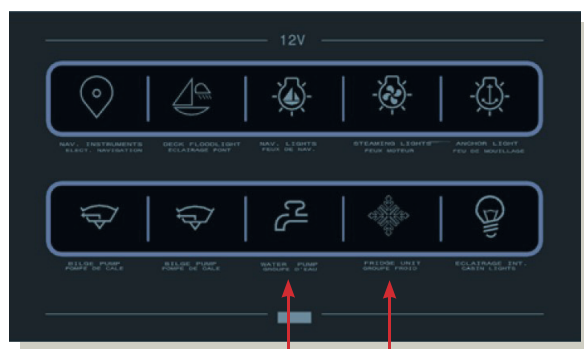 12V
NAV. INSTRUMENTS
ELECT. NAVIGATION
DECK FLOODLIGHT
ÉCLAIRAGE PONT
NAV. LIGHTS
FEUX DE NAV.
STEAMING LIGHTS
FEUX MOTEUR
ANCHOR LIGHT
FEU DE MOUILLAGE
BILGE PUMP
POMPE DE CALE
BILGE PUMP
POMPE DE CALE
WATER PUMP
GROUPE D'EAU
FRIDGE UNIT
GROUPE FROID
ECLAIRAGE INT.
CABIN LIGHTS